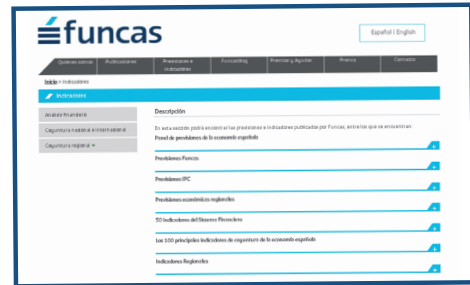 funcas
Español | English
Quienes somos Publicaciones Previsiones e Indicadores Funcasblog Premios y Ayudas Prensa Contacto
Inicio > Indicadores
Indicadores
Análisis financiero
Coyuntura nacional e internacional
Coyuntura regional
Descripción
En esta sección podrá encontrar las previsiones e indicadores publicados por Funcas, entre los que se encuentran:
Panel de previsiones de la economía española
Previsiones Funcas
Previsiones IPC
Previsiones económicas regionales
50 Indicadores del Sistema Financiero
Los 100 principales indicadores de coyuntura de la economía española
Indicadores Regionales